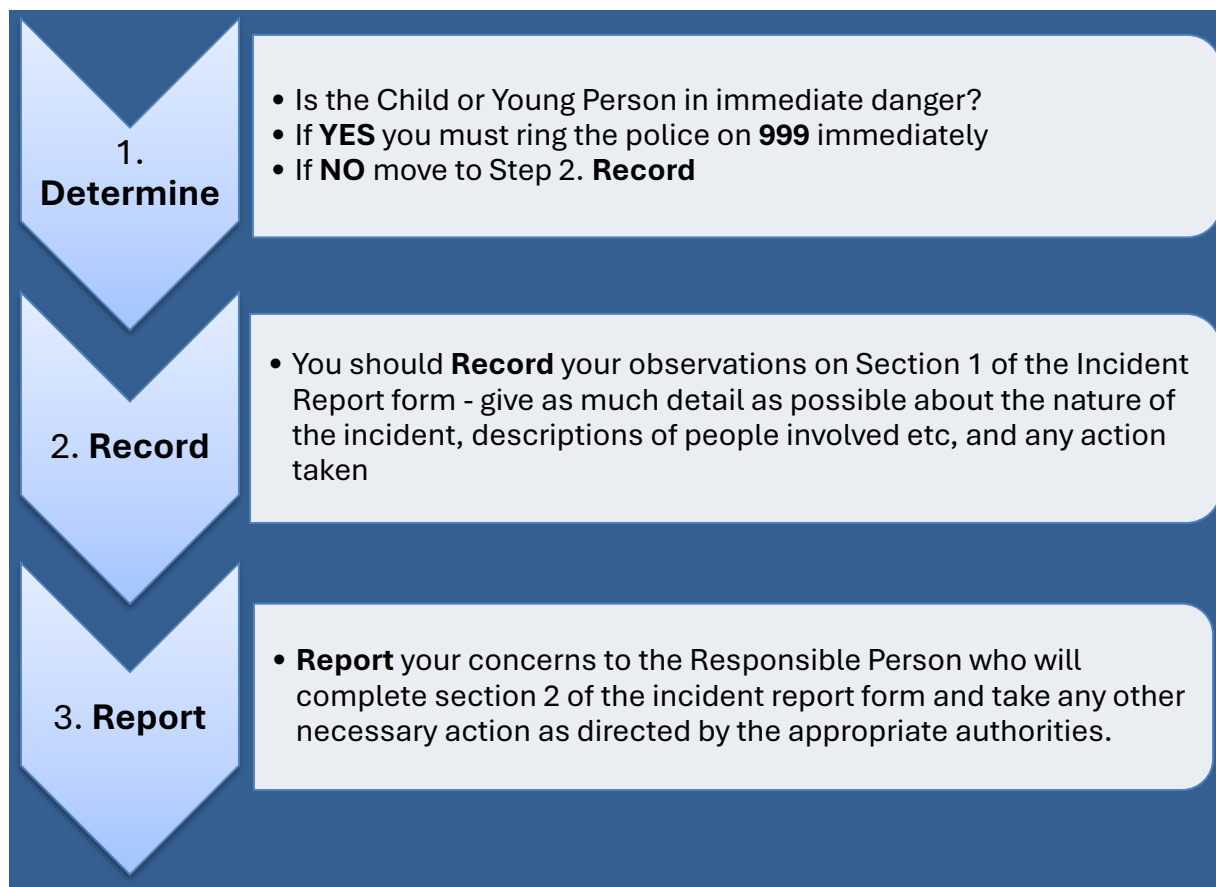 1.
Determine
• Is the Child or Young Person in immediate danger?
• If YES you must ring the police on 999 immediately
• If NO move to Step 2. Record
2. Record
• You should Record your observations on Section 1 of the Incident
Report form - give as much detail as possible about the nature of
the incident, descriptions of people involved etc, and any action
taken
3. Report
• Report your concerns to the Responsible Person who will
complete section 2 of the incident report form and take any other
necessary action as directed by the appropriate authorities.